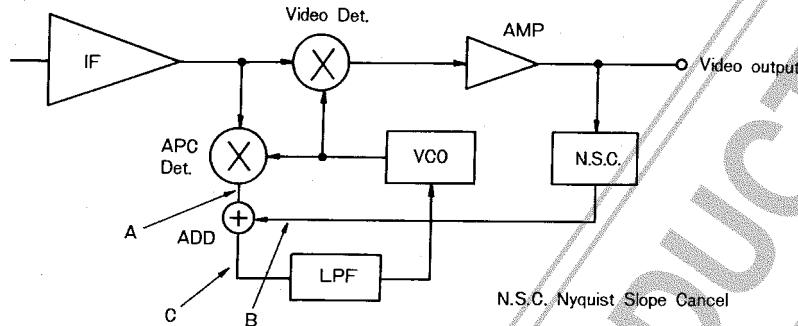 Video Det.
AMP
IF
Video output
APC
Det.
VCO
N.S.C.
A
ADD
LPF
C
B
N.S.C. Nyquist Slope Cancel